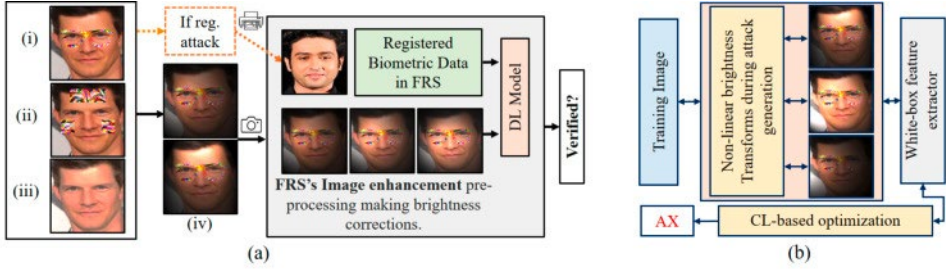 (i)
(ii)
(iii)
If reg.
attack
(iv)
Registered
Biometric Data
in FRS
DL Model
Verified?
FRS's Image enhancement pre-
processing making brightness
corrections.
(a)
Training Image
Non-linear brightness
Transforms during attack
generation
White-box feature
extractor
AX
CL-based optimization
(b)